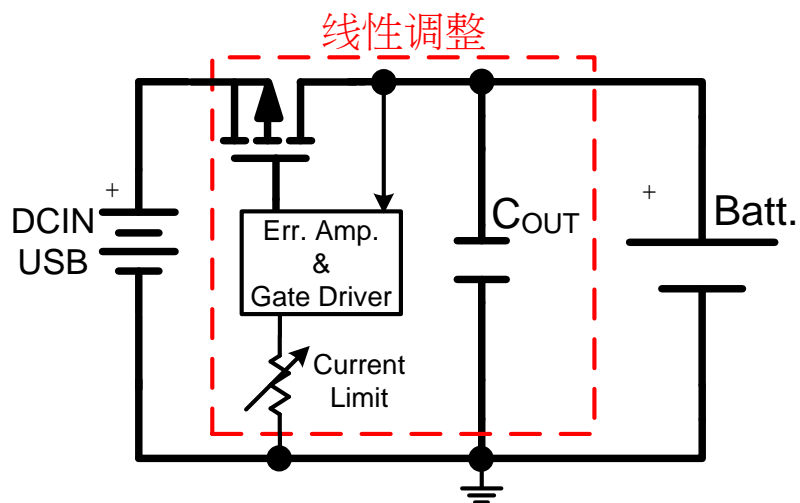 线性调整
+
DCIN
USB
Err. Amp.
&
Gate Driver
COUT
+
Batt.
Current
Limit